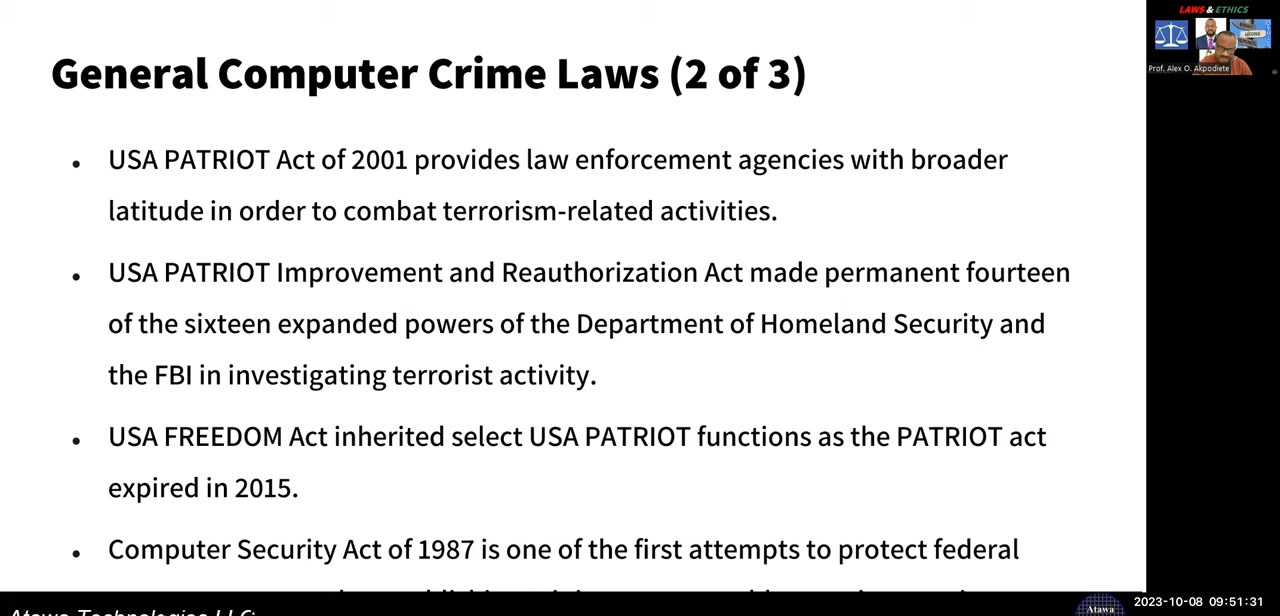 General Computer Crime Laws (2 of 3)
• USA PATRIOT Act of 2001 provides law enforcement agencies with broader
latitude in order to combat terrorism-related activities.
• USA PATRIOT Improvement and Reauthorization Act made permanent fourteen
of the sixteen expanded powers of the Department of Homeland Security and
the FBI in investigating terrorist activity.
• USA FREEDOM Act inherited select USA PATRIOT functions as the PATRIOT act
expired in 2015.
• Computer Security Act of 1987 is one of the first attempts to protect federal
LAWS & ETHICS
Prof. Alex O. Akpodiete
Atawa Technologies LLC;
Atawa
2023-10-08 09:51:31